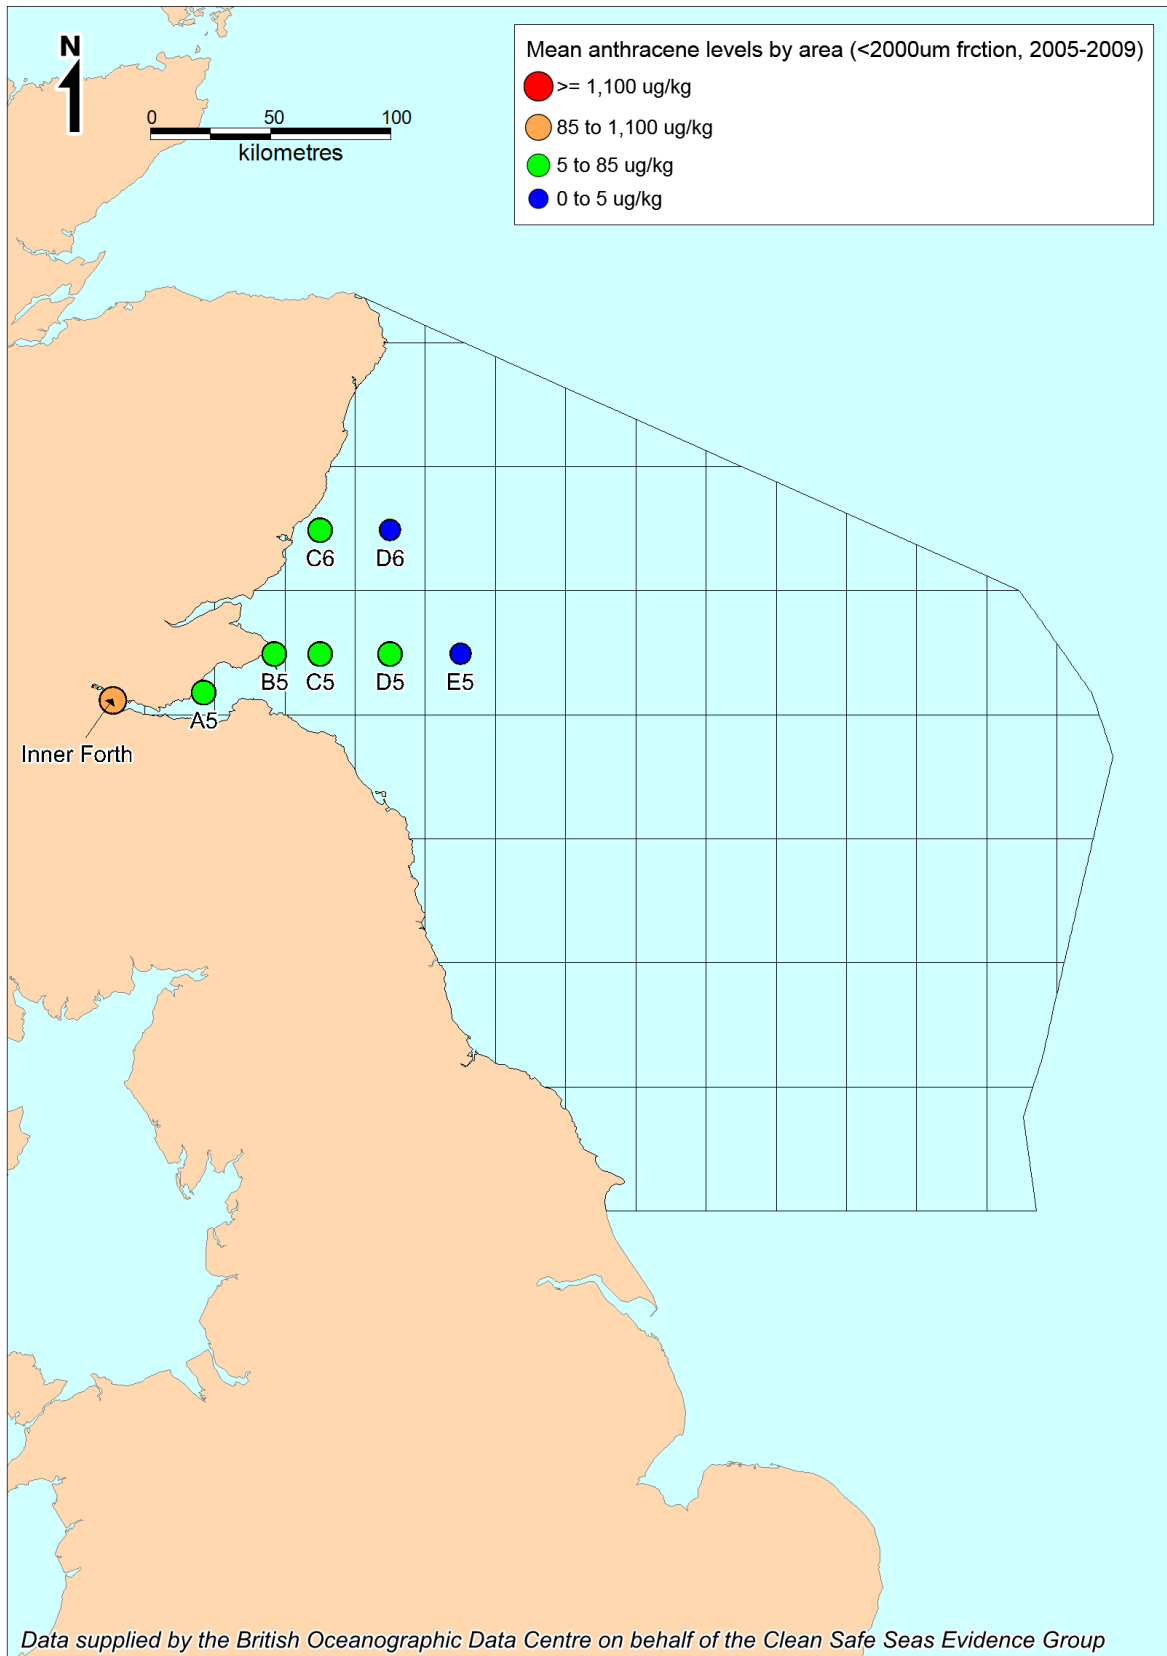 N
0 50 100
kilometres
Mean anthracene levels by area (<2000um frction, 2005-2009)
>= 1,100 ug/kg
85 to 1,100 ug/kg
5 to 85 ug/kg
0 to 5 ug/kg
C6 D6
B5 C5 D5 E5
A5
Inner Forth
Data supplied by the British Oceanographic Data Centre on behalf of the Clean Safe Seas Evidence Group